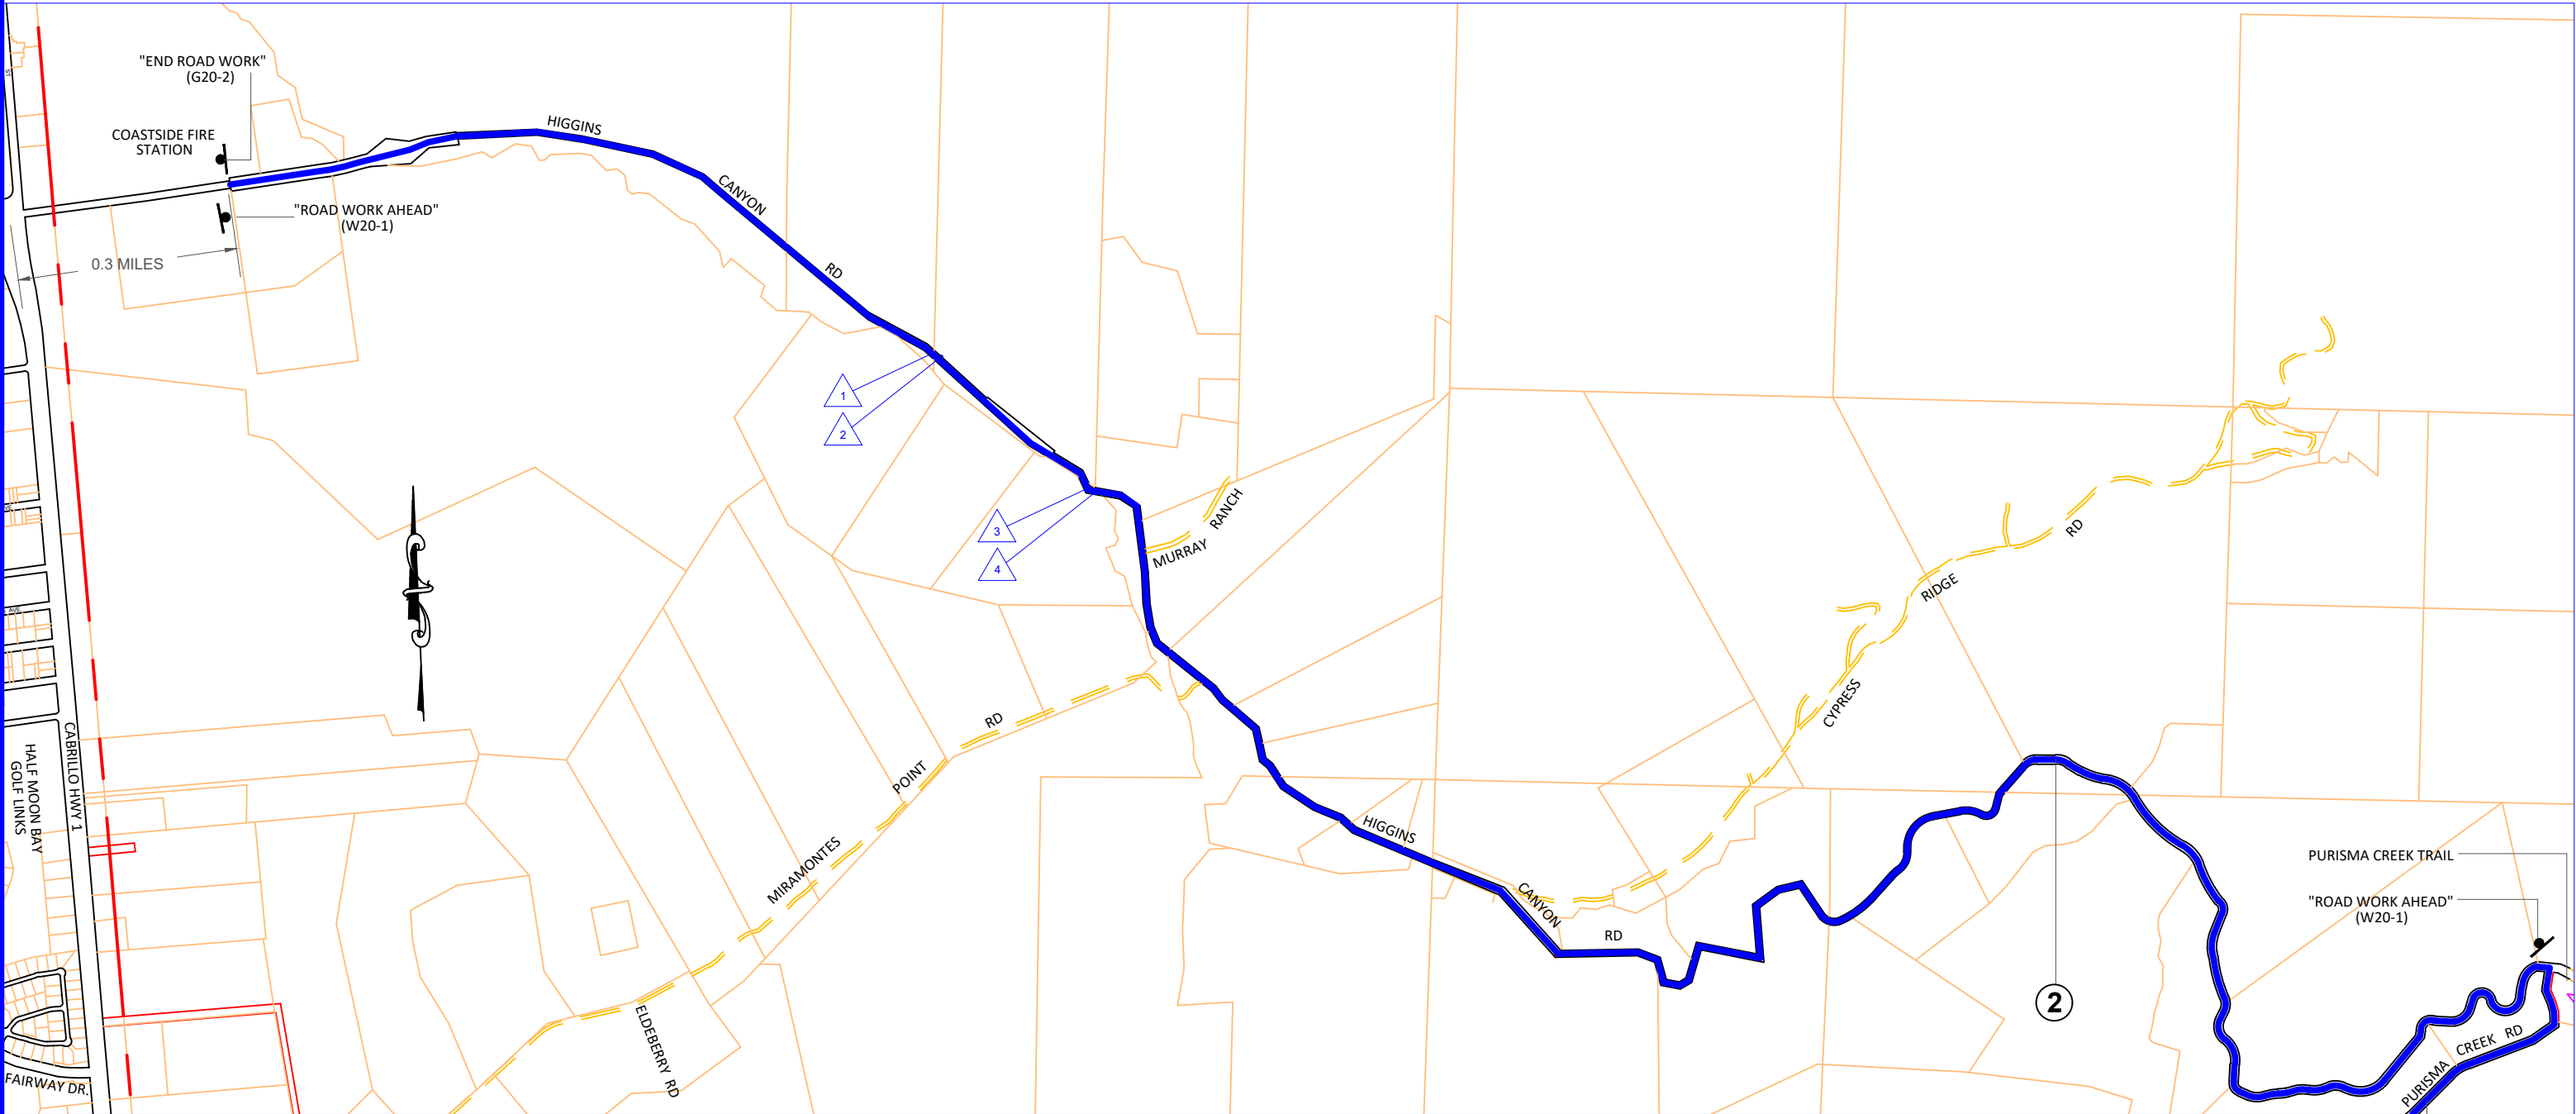 "END ROAD WORK"
(G20-2)
COASTSIDE FIRE
STATION
"ROAD WORK AHEAD"
(W20-1)
0.3 MILES
HIGGINS
CANYON
RD
1
2
3
4
MURRAY RANCH
RD
RIDGE
CYPRESS
RD
POINT
MIRAMONTES
ELDEBERRY RD
CABRILLO HWY 1
HALF MOON BAY
GOLF LINKS
FAIRWAY DR.
AVE
HIGGINS
CANYON
RD
2
PURISMA CREEK TRAIL
"ROAD WORK AHEAD"
(W20-1)
PURISMA CREEK RD